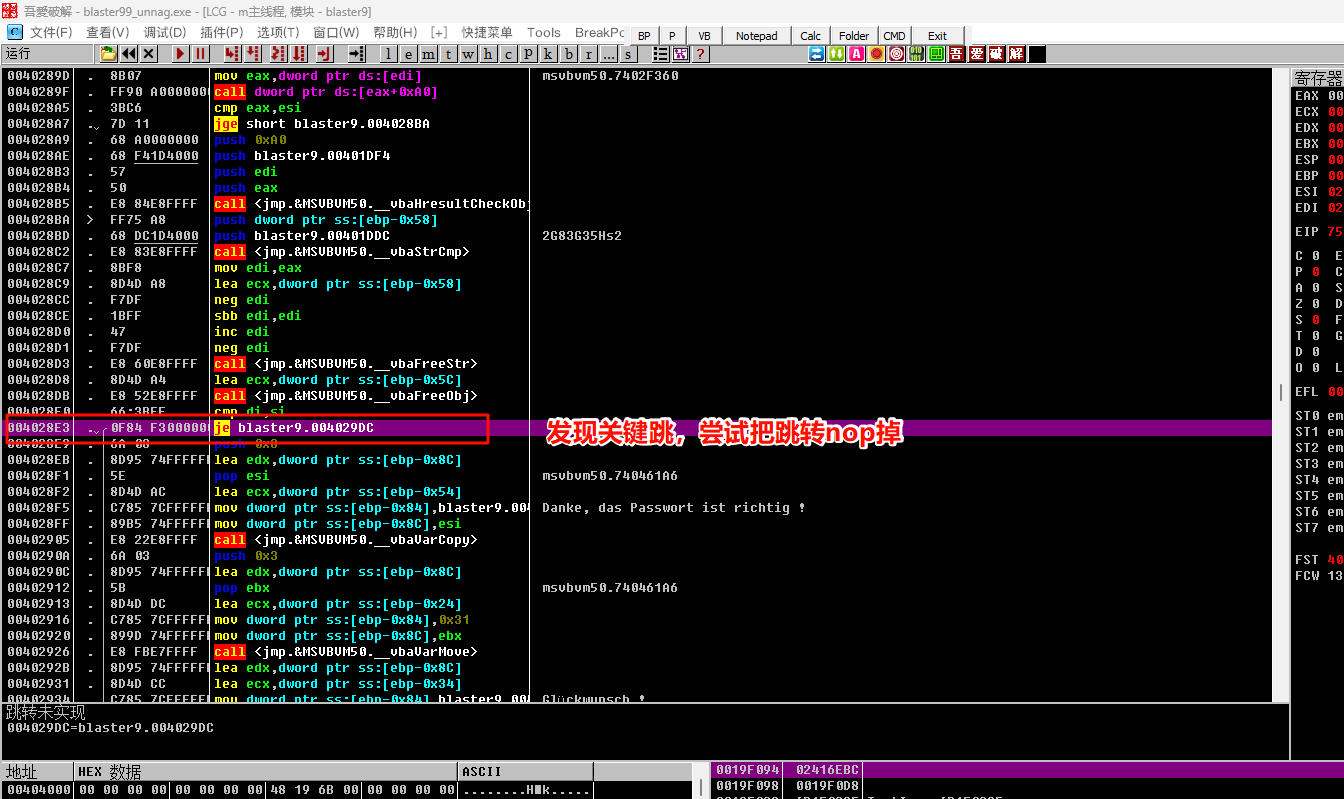 吾爱破解 - blaster99_unnag.exe - [LCG - m主线程, 模块 - blaster9]
文件(F) 查看(V) 调试(D) 插件(P) 选项(T) 窗口(W) 帮助(H) [+] 快捷菜单 Tools BreakPo BP P VB Notepad Calc Folder CMD Exit
运行 l e m t w h c p k b r ... s ? 吾 爱 破 解
0040289D . 8B07 mov eax,dword ptr ds:[edi] msvbvm50.7402F360
0040289F . FF90 A0000000 call dword ptr ds:[eax+0xA0]
004028A5 . 3BC6 cmp eax,esi
004028A7 . 7D 11 jge short blaster9.004028BA
004028A9 . 68 A0000000 push 0xA0
004028AE . 68 F41D4000 push blaster9.00401DF4
004028B3 . 57 push edi
004028B4 . 50 push eax
004028B5 . E8 84E8FFFF call <jmp.&MSVBVM50.__vbaHresultCheckObj
004028BA > FF75 A8 push dword ptr ss:[ebp-0x58]
004028BD . 68 DC1D4000 push blaster9.00401DDC 2G83G35Hs2
004028C2 . E8 83E8FFFF call <jmp.&MSVBVM50.__vbaStrCmp>
004028C7 . 8BF8 mov edi,eax
004028C9 . 8D4D A8 lea ecx,dword ptr ss:[ebp-0x58]
004028CC . F7DF neg edi
004028CE . 1BFF sbb edi,edi
004028D0 . 47 inc edi
004028D1 . F7DF neg edi
004028D3 . E8 60E8FFFF call <jmp.&MSVBVM50.__vbaFreeStr>
004028D8 . 8D4D A4 lea ecx,dword ptr ss:[ebp-0x5C]
004028DB . E8 52E8FFFF call <jmp.&MSVBVM50.__vbaFreeObj>
004028E0 . 66:3BFE cmp di,si
004028E3 . 0F84 F3000000 je blaster9.004029DC
发现关键跳，尝试把跳转nop掉
004028E9 . 6A 08 push 0x8
004028EB . 8D95 74FFFFFF lea edx,dword ptr ss:[ebp-0x8C]
004028F1 . 5E pop esi msvbvm50.740461A6
004028F2 . 8D4D AC lea ecx,dword ptr ss:[ebp-0x54]
004028F5 . C785 7CFFFFFF mov dword ptr ss:[ebp-0x84],blaster9.004 Danke, das Passwort ist richtig !
004028FF . 89B5 74FFFFFF mov dword ptr ss:[ebp-0x8C],esi
00402905 . E8 22E8FFFF call <jmp.&MSVBVM50.__vbaVarCopy>
0040290A . 6A 03 push 0x3
0040290C . 8D95 74FFFFFF lea edx,dword ptr ss:[ebp-0x8C]
00402912 . 5B pop ebx msvbvm50.740461A6
00402913 . 8D4D DC lea ecx,dword ptr ss:[ebp-0x24]
00402916 . C785 7CFFFFFF mov dword ptr ss:[ebp-0x84],0x31
00402920 . 899D 74FFFFFF mov dword ptr ss:[ebp-0x8C],ebx
00402926 . E8 FBE7FFFF call <jmp.&MSVBVM50.__vbaVarMove>
0040292B . 8D95 74FFFFFF lea edx,dword ptr ss:[ebp-0x8C]
00402931 . 8D4D CC lea ecx,dword ptr ss:[ebp-0x34]
00402934 . C785 7CFFFFFF mov dword ptr ss:[ebp-0x84],blaster9.004 Glückwunsch !
寄存器
EAX 00
ECX 00
EDX 00
EBX 00
ESP 00
EBP 00
ESI 02
EDI 02
EIP 75
C 0 E
P 0 C
A 0 S
Z 0 D
S 0 F
T 0 G
D 0
O 0 L
EFL 00
ST0 em
ST1 em
ST2 em
ST3 em
ST4 em
ST5 em
ST6 em
ST7 em
FST 40
FCW 13
跳转未实现
004029DC=blaster9.004029DC
地址 HEX 数据 ASCII
00404000 00 00 00 00 00 00 00 00 48 19 6B 00 00 00 00 00
0019F094 02416EBC
0019F098 0019F0D8